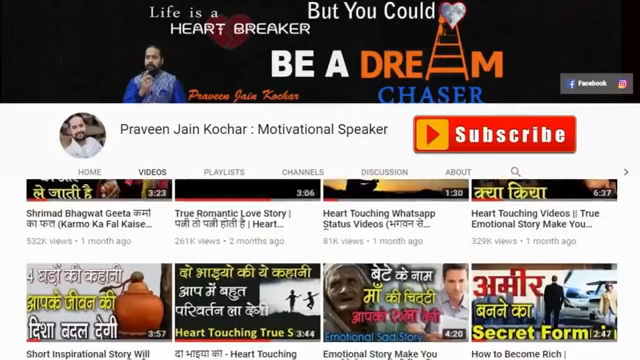 Life is a
HEART BREAKER
But You Could
BE A DREAM
CHASER
Praveen Jain Kochar
Facebook
Praveen Jain Kochar : Motivational Speaker
Subscribe
HOME VIDEOS PLAYLISTS CHANNELS DISCUSSION ABOUT
ले जाती है
3:23
3:06
1:30
क्या किया
6:37
Shrimad Bhagwat Geeta कर्मो
का फल (Karmo Ka Fal Kaise...
532K views • 1 month ago
True Romantic Love Story |
पत्नी तो पत्नी होती है | Heart...
261K views • 2 months ago
Heart Touching Whatsapp
Status Videos (भगवान से...
81K views • 1 month ago
Heart Touching Videos || True
Emotional Story Make You...
329K views • 1 month ago
4 घड़ों की कहानी
आपके जीवन की
दिशा बदल देगी
3:57
दो भाइयो की ये कहानी
आप में बहुत
परिवर्तन ला देगी
Heart Touching True S
3:44
बेटे के नाम
माँ की चिट्ठी
आपको रुला देगी
Emotional Sad Story
4:20
अमीर
बनने का
Secret Form
Short Inspirational Story Will
दो भाई की - Heart Touching
Emotional Story Make You
How to Become Rich |